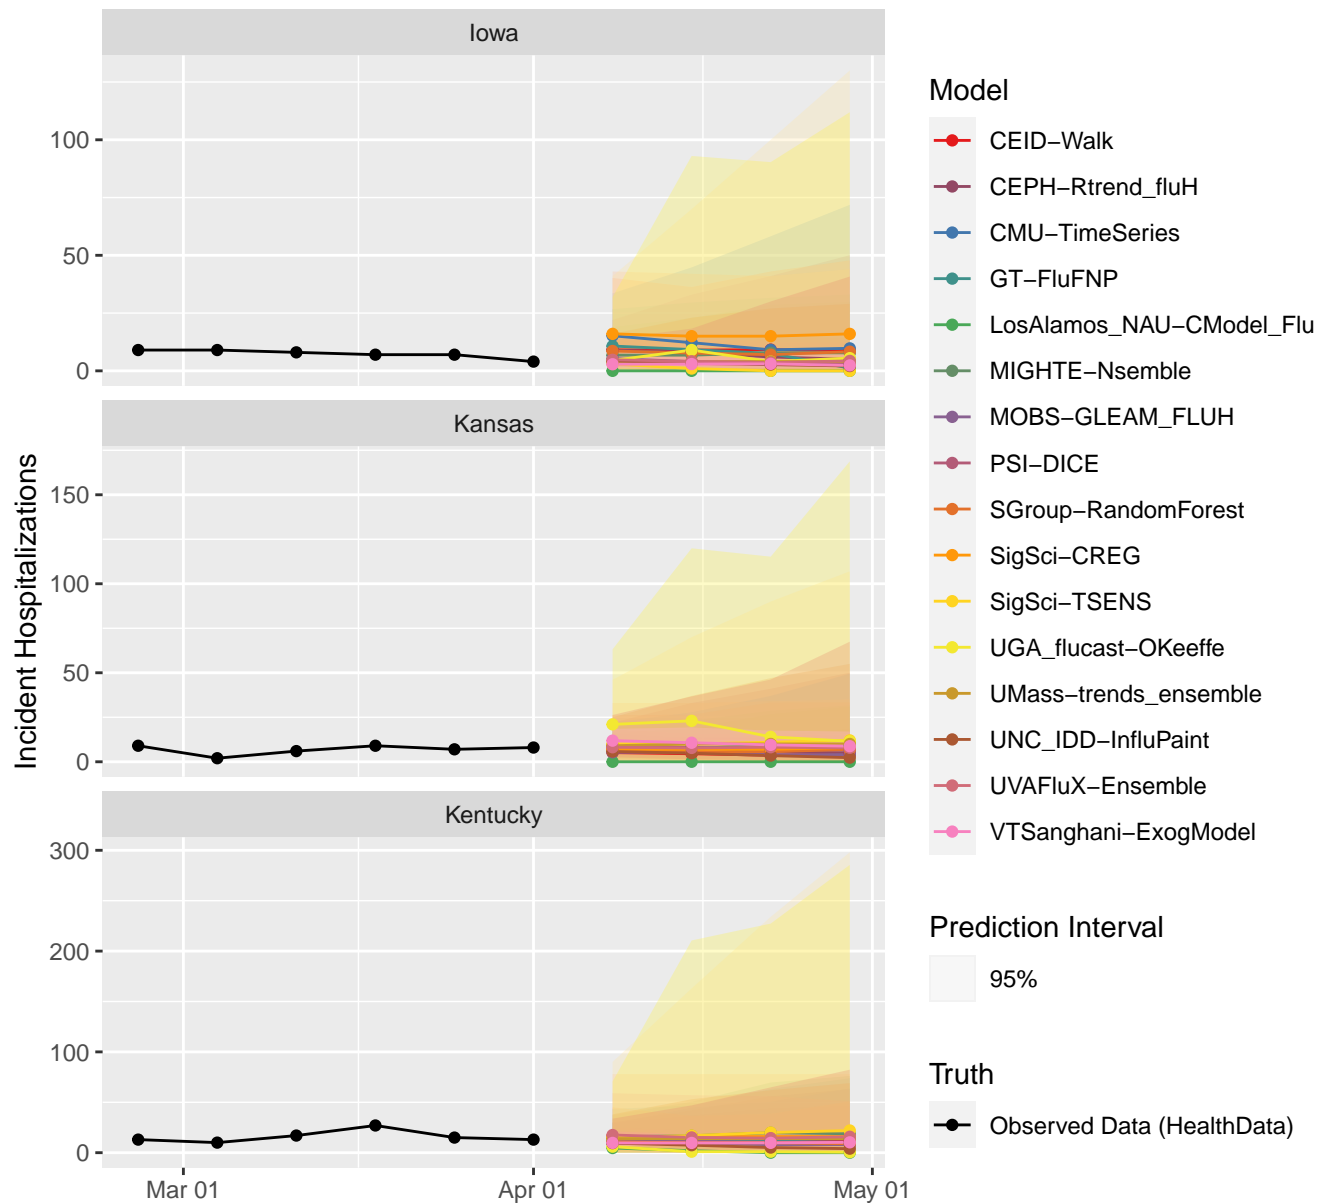 Iowa
100
50
0
Kansas
150
100
50
0
Kentucky
300
200
100
0
Mar 01
Apr 01
May 01
Incident Hospitalizations
Model
CEID−Walk
CEPH−Rtrend_fluH
CMU−TimeSeries
GT−FluFNP
LosAlamos_NAU−CModel_Flu
MIGHTE−Nsemble
MOBS−GLEAM_FLUH
PSI−DICE
SGroup−RandomForest
SigSci−CREG
SigSci−TSENS
UGA_flucast−OKeeffe
UMass−trends_ensemble
UNC_IDD−InfluPaint
UVAFluX−Ensemble
VTSanghani−ExogModel
Prediction Interval
95%
Truth
Observed Data (HealthData)